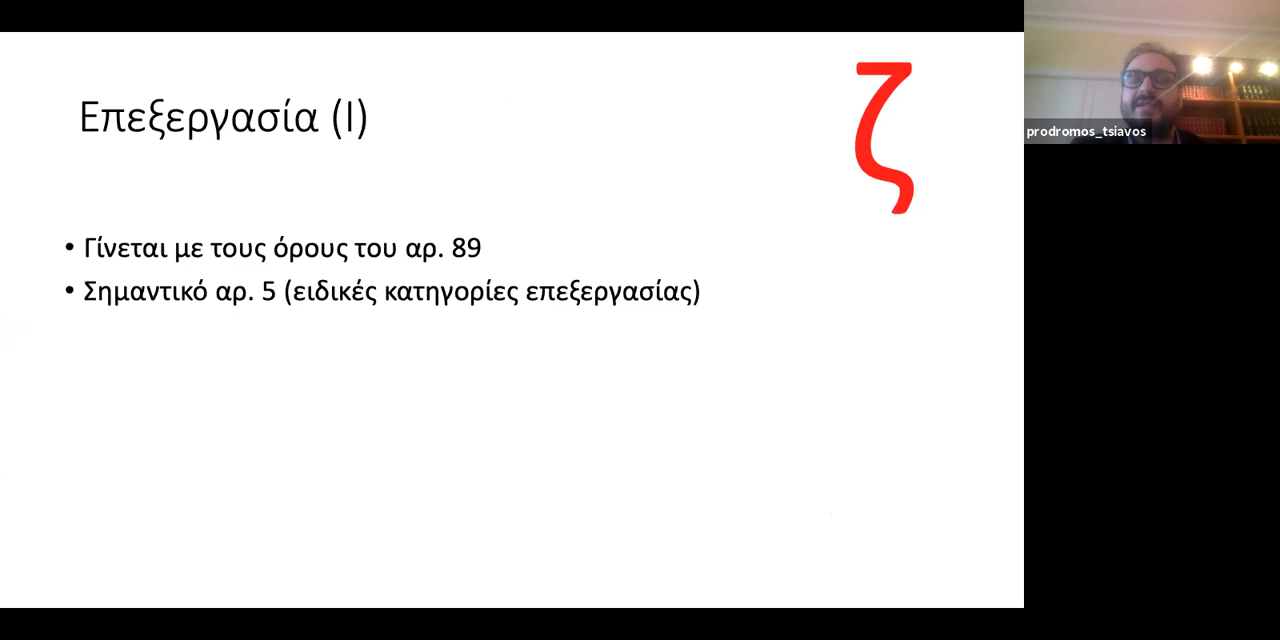 Επεξεργασία (Ι)
ζ
• Γίνεται με τους όρους του αρ. 89
• Σημαντικό αρ. 5 (ειδικές κατηγορίες επεξεργασίας)
prodromos_tsiavos